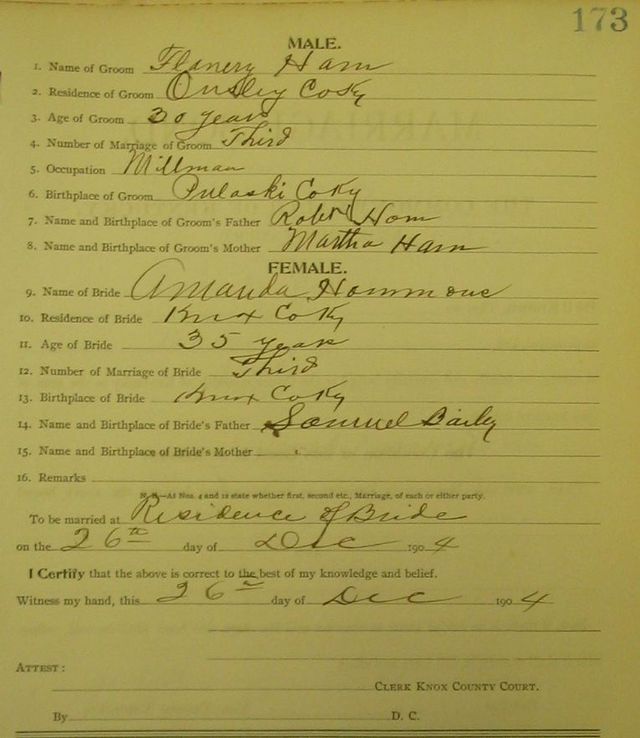 173
MALE.
1. Name of Groom Flanery Ham
2. Residence of Groom Owsley Co Ky
3. Age of Groom 30 years
4. Number of Marriage of Groom Third
5. Occupation Millman
6. Birthplace of Groom Pulaski Co Ky
7. Name and Birthplace of Groom's Father Robert Ham
8. Name and Birthplace of Groom's Mother Martha Ham
FEMALE.
9. Name of Bride Amanda Hammons
10. Residence of Bride Knox Co Ky
11. Age of Bride 35 years
12. Number of Marriage of Bride Third
13. Birthplace of Bride Knox Co Ky
14. Name and Birthplace of Bride's Father Samuel Baily
15. Name and Birthplace of Bride's Mother
16. Remarks
N. B.—At Nos. 4 and 12 state whether first, second etc., Marriage, of each or either party.
To be married at Residence of Bride
on the 26th day of Dec 1904
I Certify that the above is correct to the best of my knowledge and belief.
Witness my hand, this 26th day of Dec 1904
ATTEST:
CLERK KNOX COUNTY COURT.
By D. C.